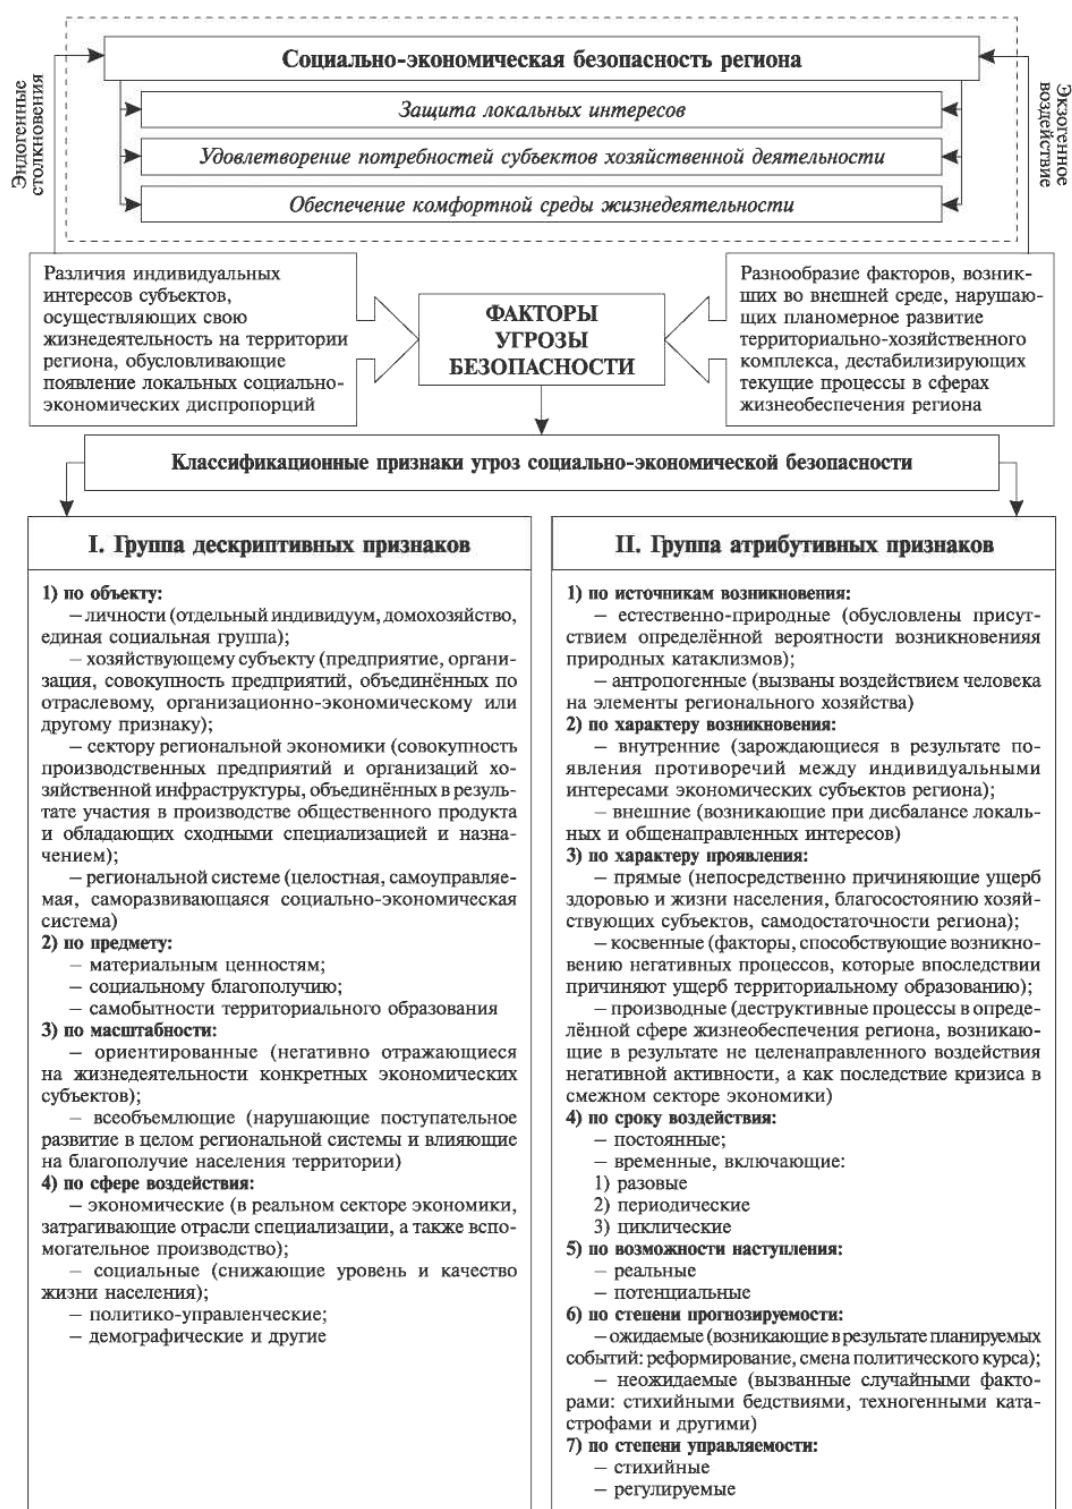 Социально-экономическая безопасность региона
Эндогенные
столкновения
Экзогенное
воздействие
Защита локальных интересов
Удовлетворение потребностей субъектов хозяйственной деятельности
Обеспечение комфортной среды жизнедеятельности
Различия индивидуальных
интересов субъектов,
осуществляющих свою
жизнедеятельность на территории
региона, обусловливающие
появление локальных социально-
экономических диспропорций
ФАКТОРЫ
УГРОЗЫ
БЕЗОПАСНОСТИ
Разнообразие факторов, возник-
ших во внешней среде, нарушаю-
щих планомерное развитие
территориально-хозяйственного
комплекса, дестабилизирующих
текущие процессы в сферах
жизнеобеспечения региона
Классификационные признаки угроз социально-экономической безопасности
I. Группа дескриптивных признаков
1) по объекту:
– личности (отдельный индивидуум, домохозяйство,
единая социальная группа);
– хозяйствующему субъекту (предприятие, органи-
зация, совокупность предприятий, объединённых по
отраслевому, организационно-экономическому или
другому признаку);
– сектору региональной экономики (совокупность
производственных предприятий и организаций хо-
зяйственной инфраструктуры, объединённых в резуль-
тате участия в производстве общественного продукта
и обладающих сходными специализацией и назна-
чением);
– региональной системе (целостная, самоуправляе-
мая, саморазвивающаяся социально-экономическая
система)
2) по предмету:
– материальным ценностям;
– социальному благополучию;
– самобытности территориального образования
3) по масштабности:
– ориентированные (негативно отражающиеся
на жизнедеятельности конкретных экономических
субъектов);
– всеобъемлющие (нарушающие поступательное
развитие в целом региональной системы и влияющие
на благополучие населения территории)
4) по сфере воздействия:
– экономические (в реальном секторе экономики,
затрагивающие отрасли специализации, а также вспо-
могательное производство);
– социальные (снижающие уровень и качество
жизни населения);
– политико-управленческие;
– демографические и другие
II. Группа атрибутивных признаков
1) по источникам возникновения:
– естественно-природные (обусловлены присут-
ствием определённой вероятности возникновенияя
природных катаклизмов);
– антропогенные (вызваны воздействием человека
на элементы регионального хозяйства)
2) по характеру возникновения:
– внутренние (зарождающиеся в результате по-
явления противоречий между индивидуальными
интересами экономических субъектов региона);
– внешние (возникающие при дисбалансе локаль-
ных и общенаправленных интересов)
3) по характеру проявления:
– прямые (непосредственно причиняющие ущерб
здоровью и жизни населения, благосостоянию хозяй-
ствующих субъектов, самодостаточности региона);
– косвенные (факторы, способствующие возникно-
вению негативных процессов, которые впоследствии
причиняют ущерб территориальному образованию);
– производные (деструктивные процессы в опреде-
лённой сфере жизнеобеспечения региона, возникаю-
щие в результате не целенаправленного воздействия
негативной активности, а как последствие кризиса в
смежном секторе экономики)
4) по сроку воздействия:
– постоянные;
– временные, включающие:
1) разовые
2) периодические
3) циклические
5) по возможности наступления:
– реальные
– потенциальные
6) по степени прогнозируемости:
– ожидаемые (возникающие в результате планируемых
событий: реформирование, смена политического курса);
– неожидаемые (вызванные случайными факто-
рами: стихийными бедствиями, техногенными ката-
строфами и другими)
7) по степени управляемости:
– стихийные
– регулируемые